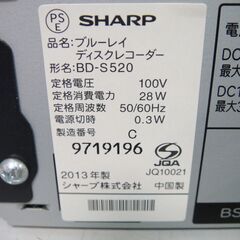 PS
E
SHARP
品名 ブルーレイ
ディスクレコーダー
形名 BD-S520
定格電圧 100V
定格消費電力 28W
定格周波数 50/60Hz
電源切時 0.3W
製造番号 C
9719196
JQA
JQ10021
2013年製
シャープ株式会社 中国製
電
DC
最大
DC1
最大
BS